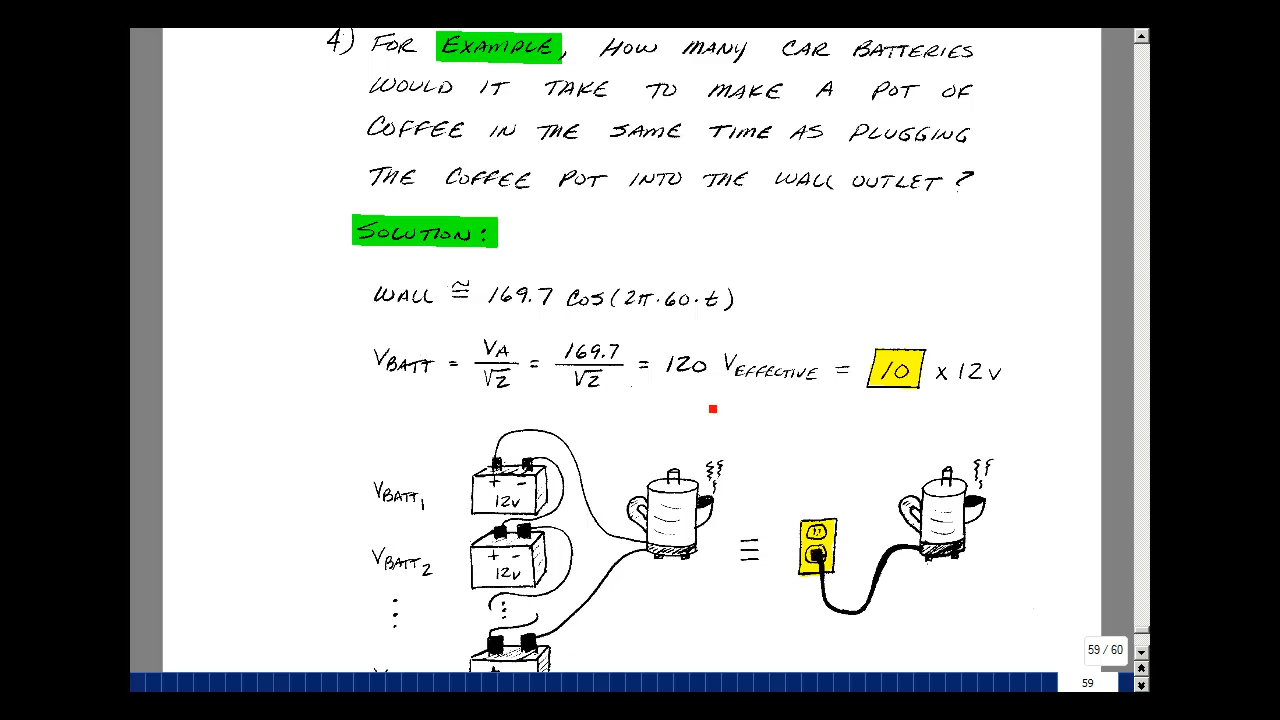 4) FOR EXAMPLE, HOW MANY CAR BATTERIES
WOULD IT TAKE TO MAKE A POT OF
COFFEE IN THE SAME TIME AS PLUGGING
THE COFFEE POT INTO THE WALL OUTLET?
SOLUTION:
WALL ≅ 169.7 COS(2π·60·t)
VBATT = VA/√2 = 169.7/√2 = 120 VEFFECTIVE = 10 x 12V
VBATT1
+ -
12V
VBATT2
+ -
12V
≡
59 / 60
59